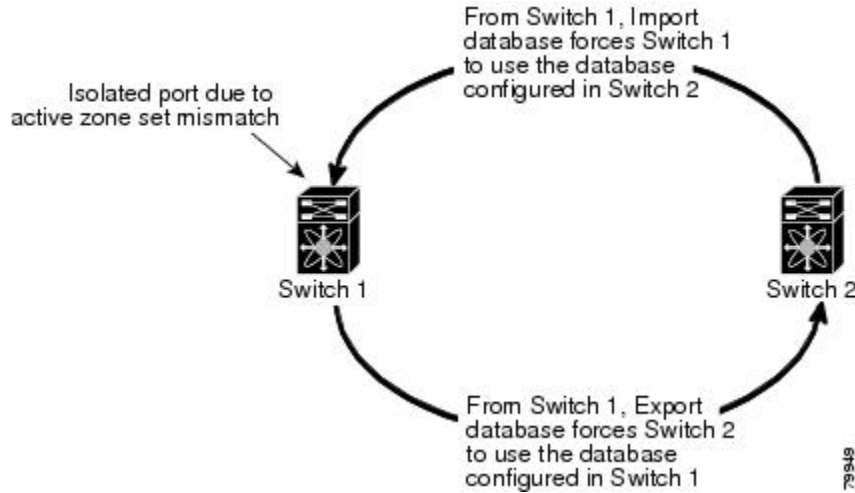 From Switch 1, Import
database forces Switch 1
to use the database
configured in Switch 2
Isolated port due to
active zone set mismatch
Switch 1
Switch 2
From Switch 1, Export
database forces Switch 2
to use the database
configured in Switch 1
79949